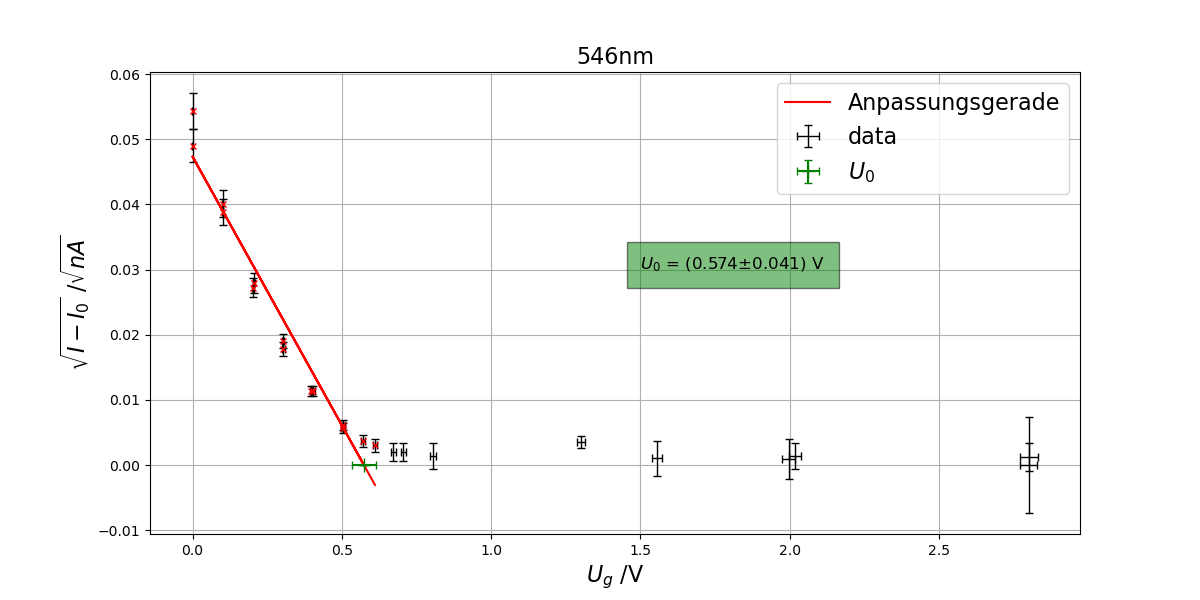 546nm
0.06
0.05
0.04
0.03
0.02
0.01
0.00
−0.01
√I − I₀ /√nA
Anpassungsgerade
data
U₀
U₀ = (0.574±0.041) V
0.0 0.5 1.0 1.5 2.0 2.5
U_g /V